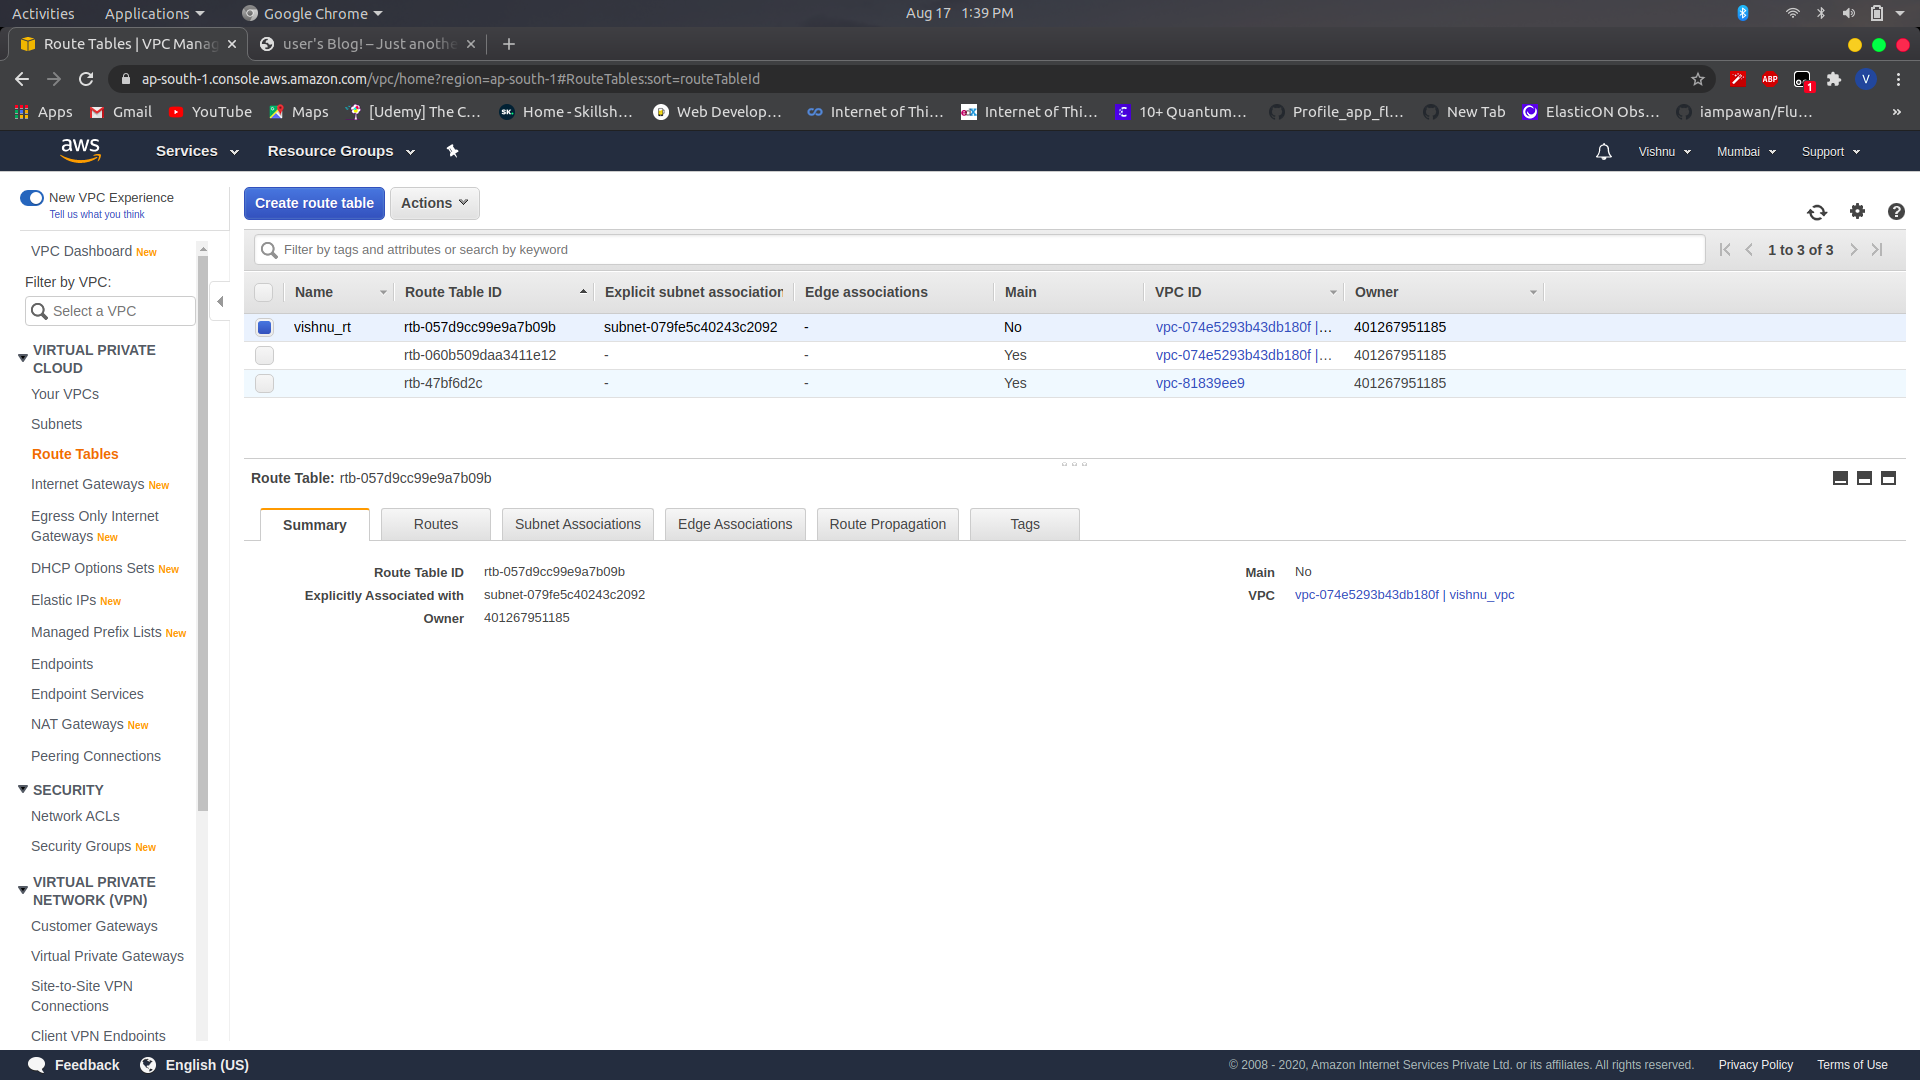 Activities Applications Google Chrome Aug 17 1:39 PM
Route Tables | VPC Manag user's Blog! – Just anothe
ap-south-1.console.aws.amazon.com/vpc/home?region=ap-south-1#RouteTables:sort=routeTableId
ABP 1 V
Apps Gmail YouTube Maps [Udemy] The C... Home - Skillsh... Web Develop... Internet of Thi... Internet of Thi... 10+ Quantum... Profile_app_fl... New Tab ElasticON Obs... iampawan/Flu... »
aws Services Resource Groups Vishnu Mumbai Support
New VPC Experience
Tell us what you think
VPC Dashboard New
Filter by VPC:
Select a VPC
VIRTUAL PRIVATE
CLOUD
Your VPCs
Subnets
Route Tables
Internet Gateways New
Egress Only Internet
Gateways New
DHCP Options Sets New
Elastic IPs New
Managed Prefix Lists New
Endpoints
Endpoint Services
NAT Gateways New
Peering Connections
SECURITY
Network ACLs
Security Groups New
VIRTUAL PRIVATE
NETWORK (VPN)
Customer Gateways
Virtual Private Gateways
Site-to-Site VPN
Connections
Client VPN Endpoints
Create route table Actions
Filter by tags and attributes or search by keyword 1 to 3 of 3
Name Route Table ID Explicit subnet association Edge associations Main VPC ID Owner
vishnu_rt rtb-057d9cc99e9a7b09b subnet-079fe5c40243c2092 - No vpc-074e5293b43db180f |... 401267951185
rtb-060b509daa3411e12 - - Yes vpc-074e5293b43db180f |... 401267951185
rtb-47bf6d2c - - Yes vpc-81839ee9 401267951185
Route Table: rtb-057d9cc99e9a7b09b
Summary Routes Subnet Associations Edge Associations Route Propagation Tags
Route Table ID rtb-057d9cc99e9a7b09b Main No
Explicitly Associated with subnet-079fe5c40243c2092 VPC vpc-074e5293b43db180f | vishnu_vpc
Owner 401267951185
Feedback English (US) © 2008 - 2020, Amazon Internet Services Private Ltd. or its affiliates. All rights reserved. Privacy Policy Terms of Use